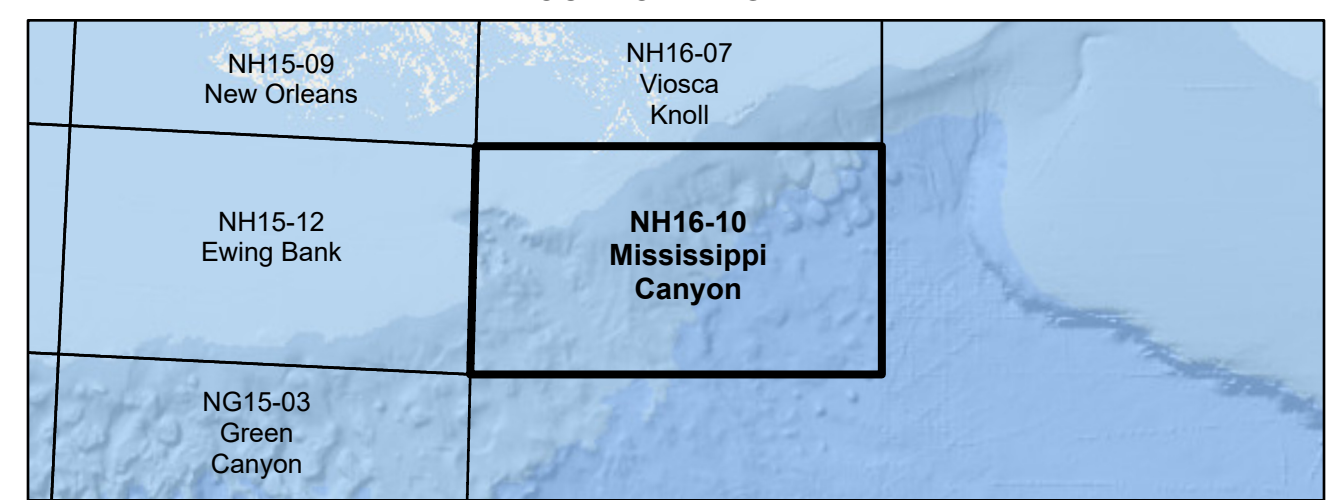 NH15-09
New Orleans
NH16-07
Viosca
Knoll
NH15-12
Ewing Bank
NH16-10
Mississippi
Canyon
NG15-03
Green
Canyon